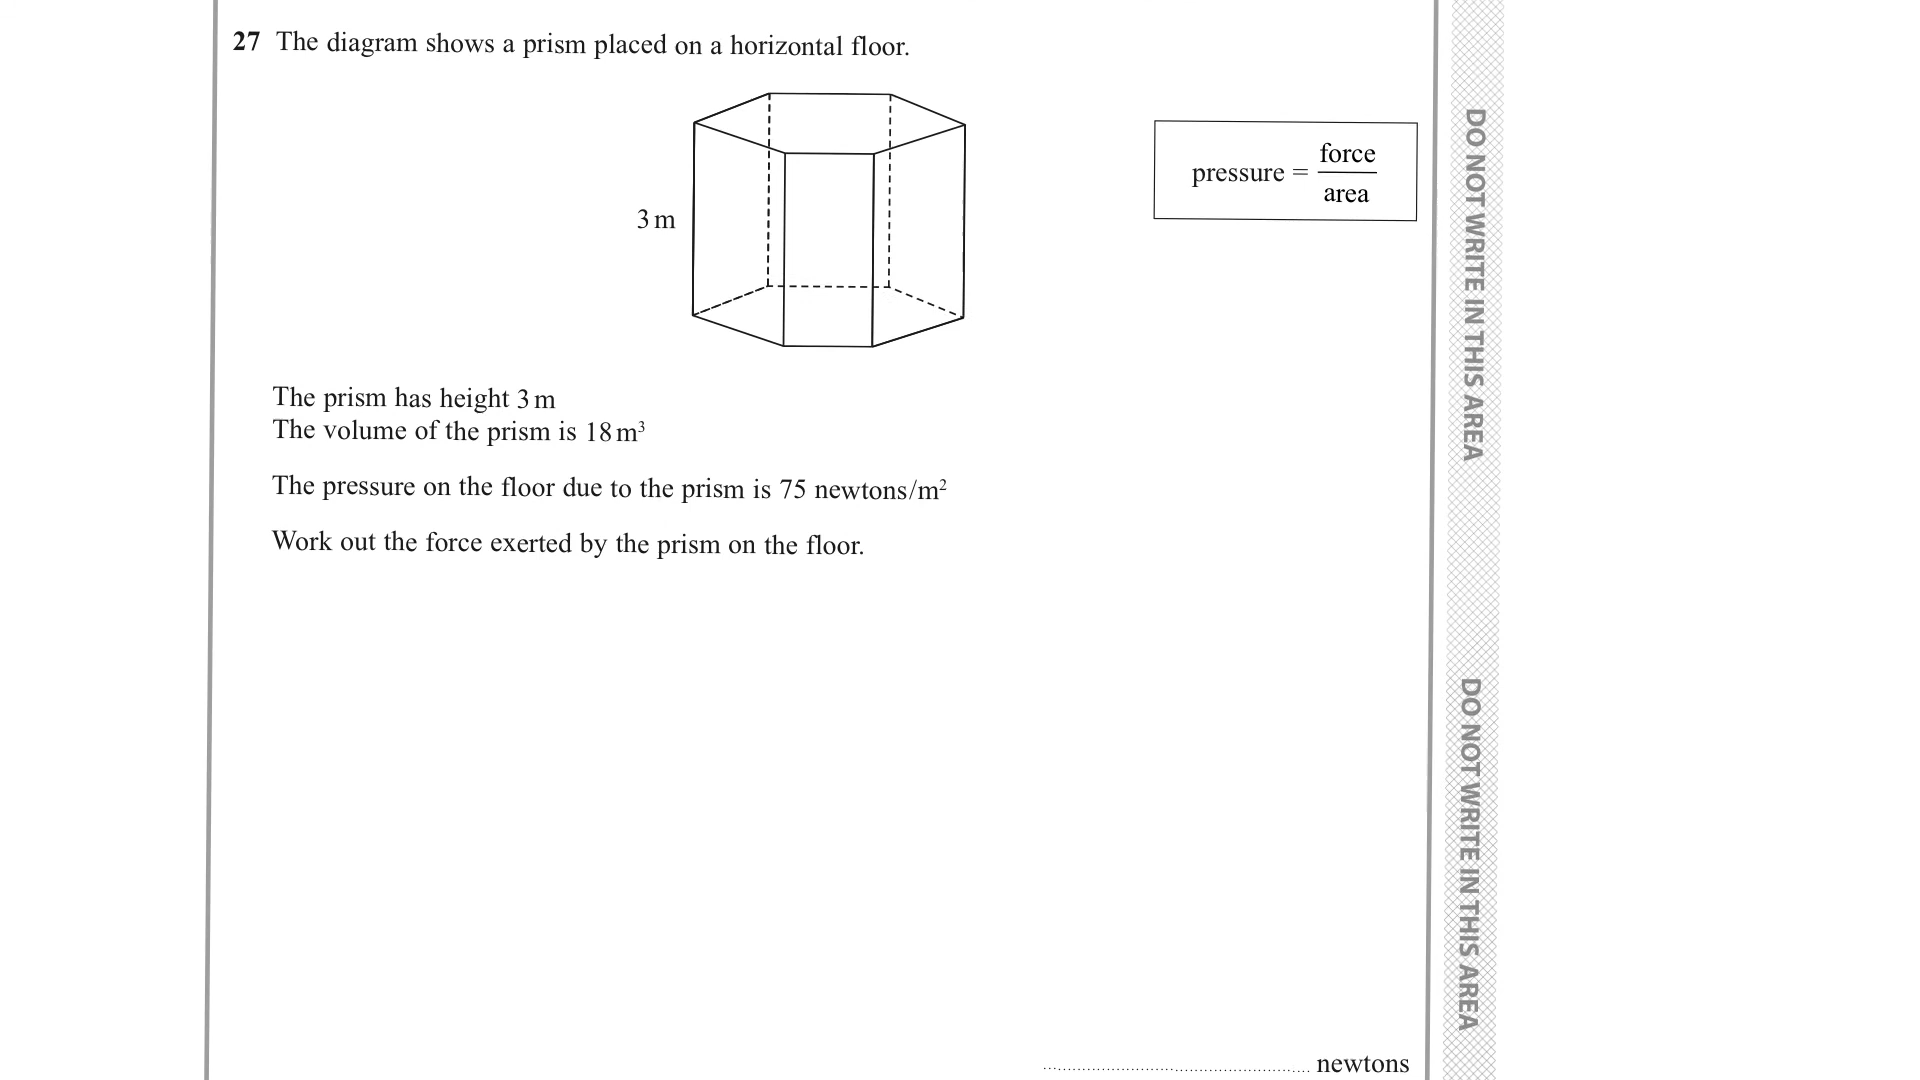 27 The diagram shows a prism placed on a horizontal floor.
pressure = force / area
3 m
The prism has height 3 m
The volume of the prism is 18 m³
The pressure on the floor due to the prism is 75 newtons/m²
Work out the force exerted by the prism on the floor.
newtons
DO NOT WRITE IN THIS AREA
DO NOT WRITE IN THIS AREA